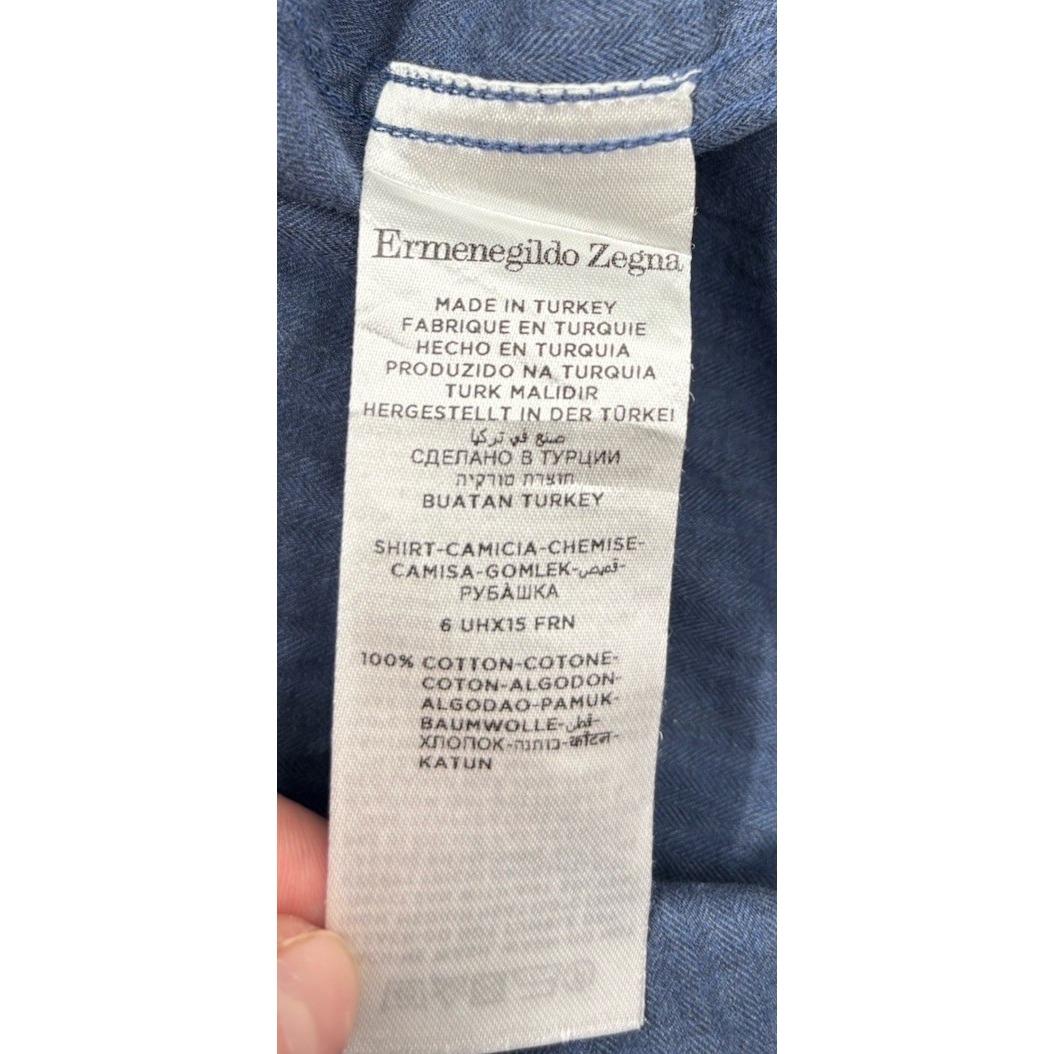 Ermenegildo Zegna
MADE IN TURKEY
FABRIQUE EN TURQUIE
HECHO EN TURQUIA
PRODUZIDO NA TURQUIA
TURK MALIDIR
HERGESTELLT IN DER TÜRKEI
صنع في تركيا
СДЕЛАНО В ТУРЦИИ
תוצרת טורקיה
BUATAN TURKEY
SHIRT-CAMICIA-CHEMISE-
CAMISA-GOMLEK-قميص-
РУБАШКА
6 UHX15 FRN
100% COTTON-COTONE-
COTON-ALGODON-
ALGODAO-PAMUK-
BAUMWOLLE-قطن-
ХЛОПОК-כותנה-कॉटन-
KATUN